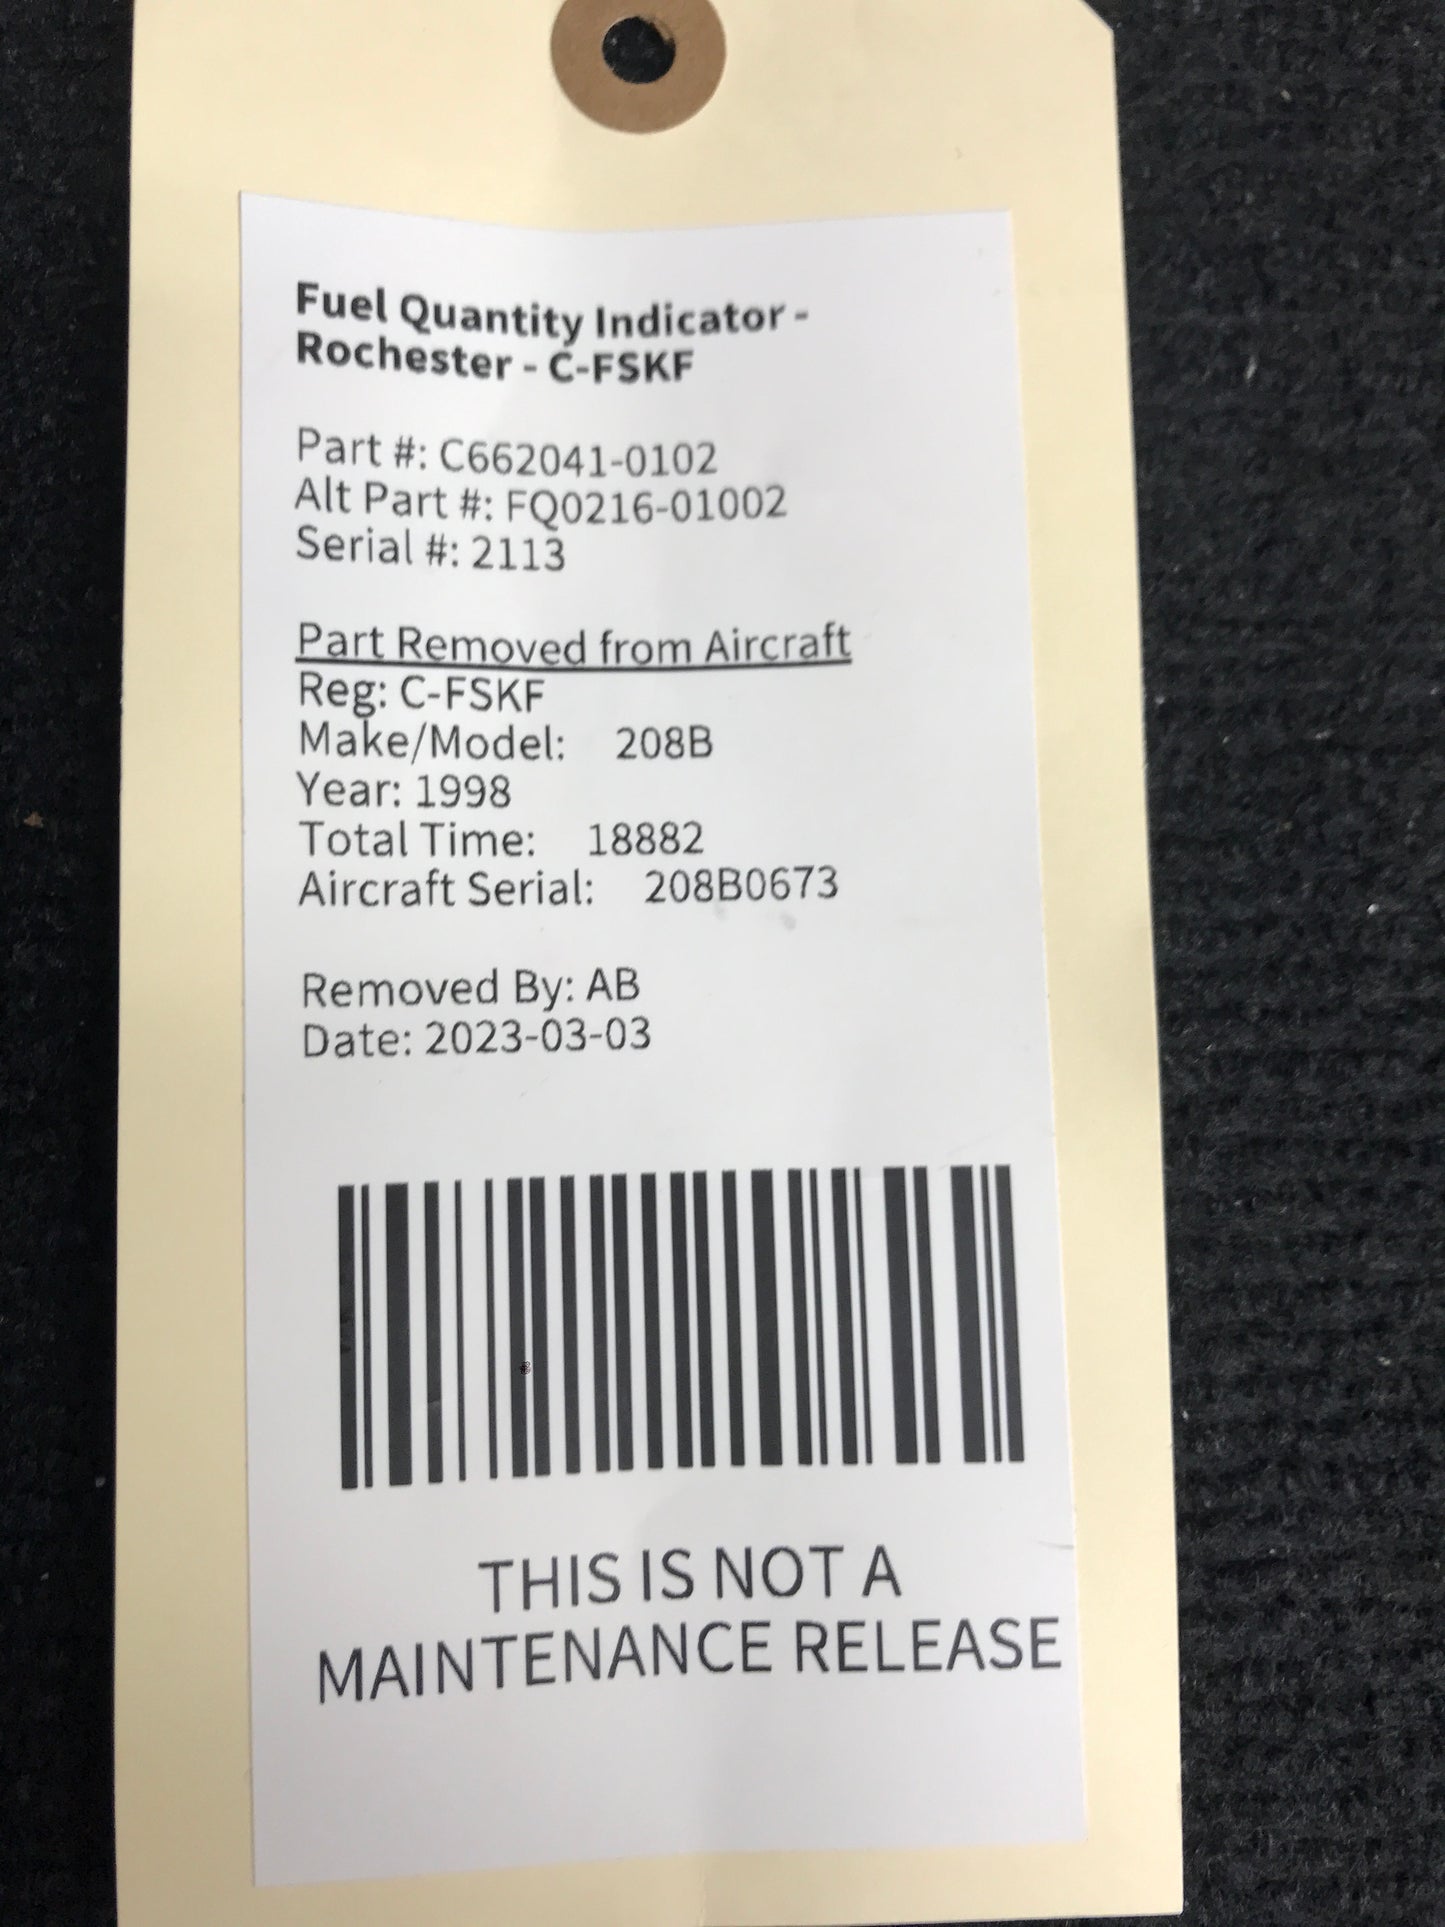 Fuel Quantity Indicator -
Rochester - C-FSKF
Part #: C662041-0102
Alt Part #: FQ0216-01002
Serial #: 2113
Part Removed from Aircraft
Reg: C-FSKF
Make/Model: 208B
Year: 1998
Total Time: 18882
Aircraft Serial: 208B0673
Removed By: AB
Date: 2023-03-03
THIS IS NOT A
MAINTENANCE RELEASE